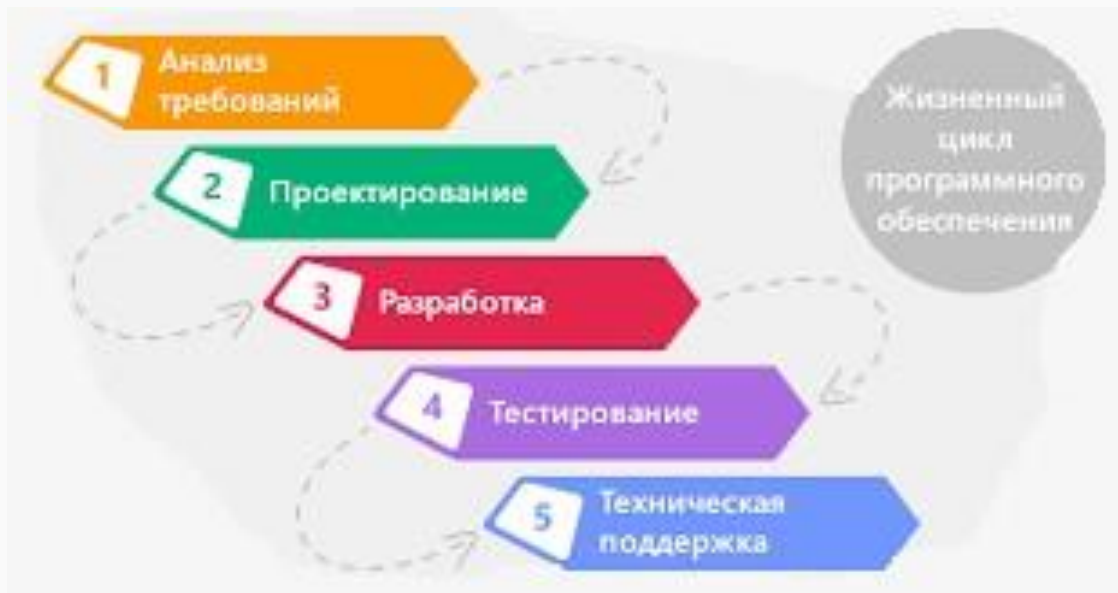 1
Анализ
требований
2
Проектирование
3
Разработка
4
Тестирование
5
Техническая
поддержка
Жизненный
цикл
программного
обеспечения